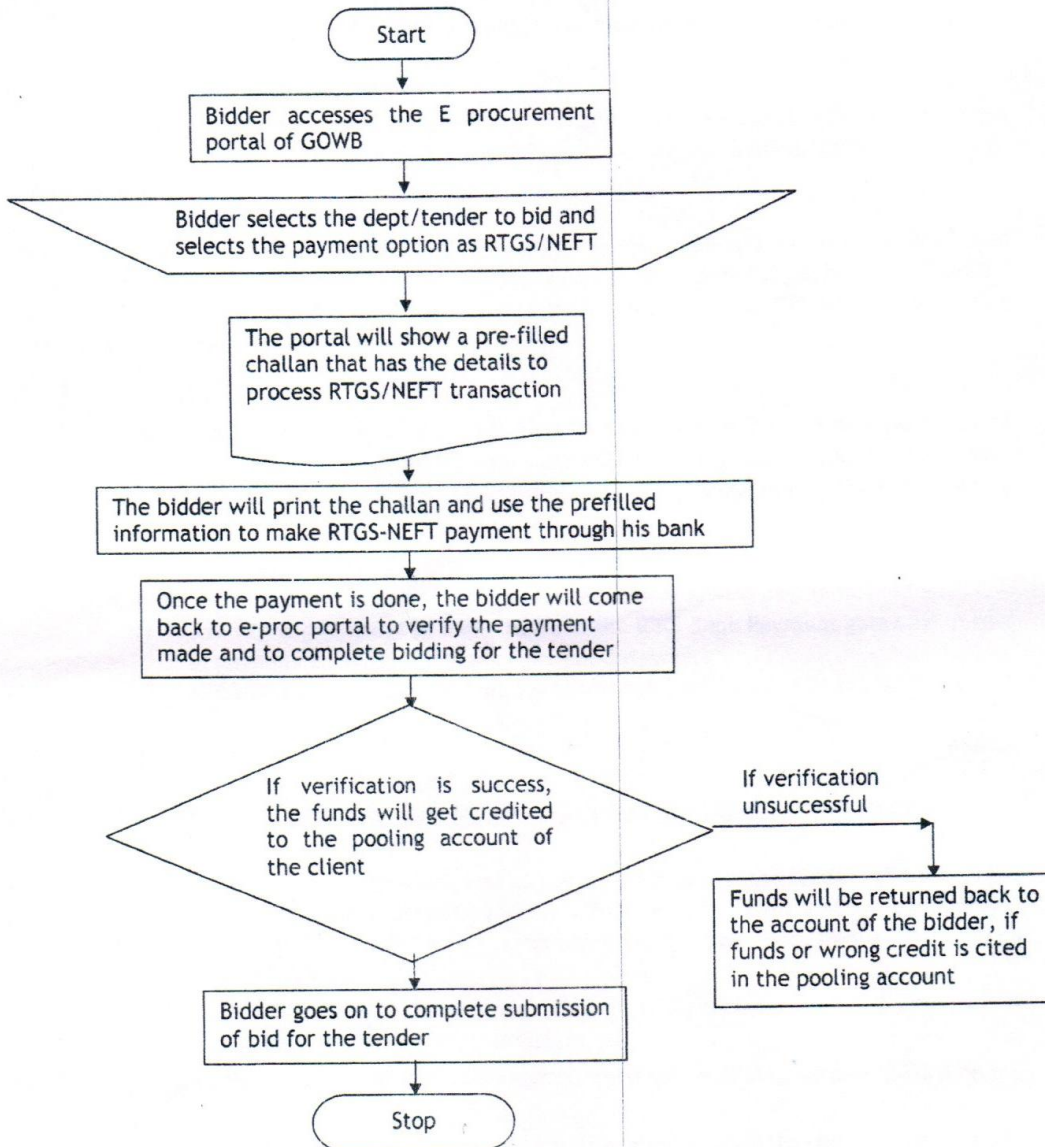 Start
Bidder accesses the E procurement
portal of GOWB
Bidder selects the dept/tender to bid and
selects the payment option as RTGS/NEFT
The portal will show a pre-filled
challan that has the details to
process RTGS/NEFT transaction
The bidder will print the challan and use the prefilled
information to make RTGS-NEFT payment through his bank
Once the payment is done, the bidder will come
back to e-proc portal to verify the payment
made and to complete bidding for the tender
If verification is success,
the funds will get credited
to the pooling account of
the client
If verification
unsuccessful
Funds will be returned back to
the account of the bidder, if
funds or wrong credit is cited
in the pooling account
Bidder goes on to complete submission
of bid for the tender
Stop